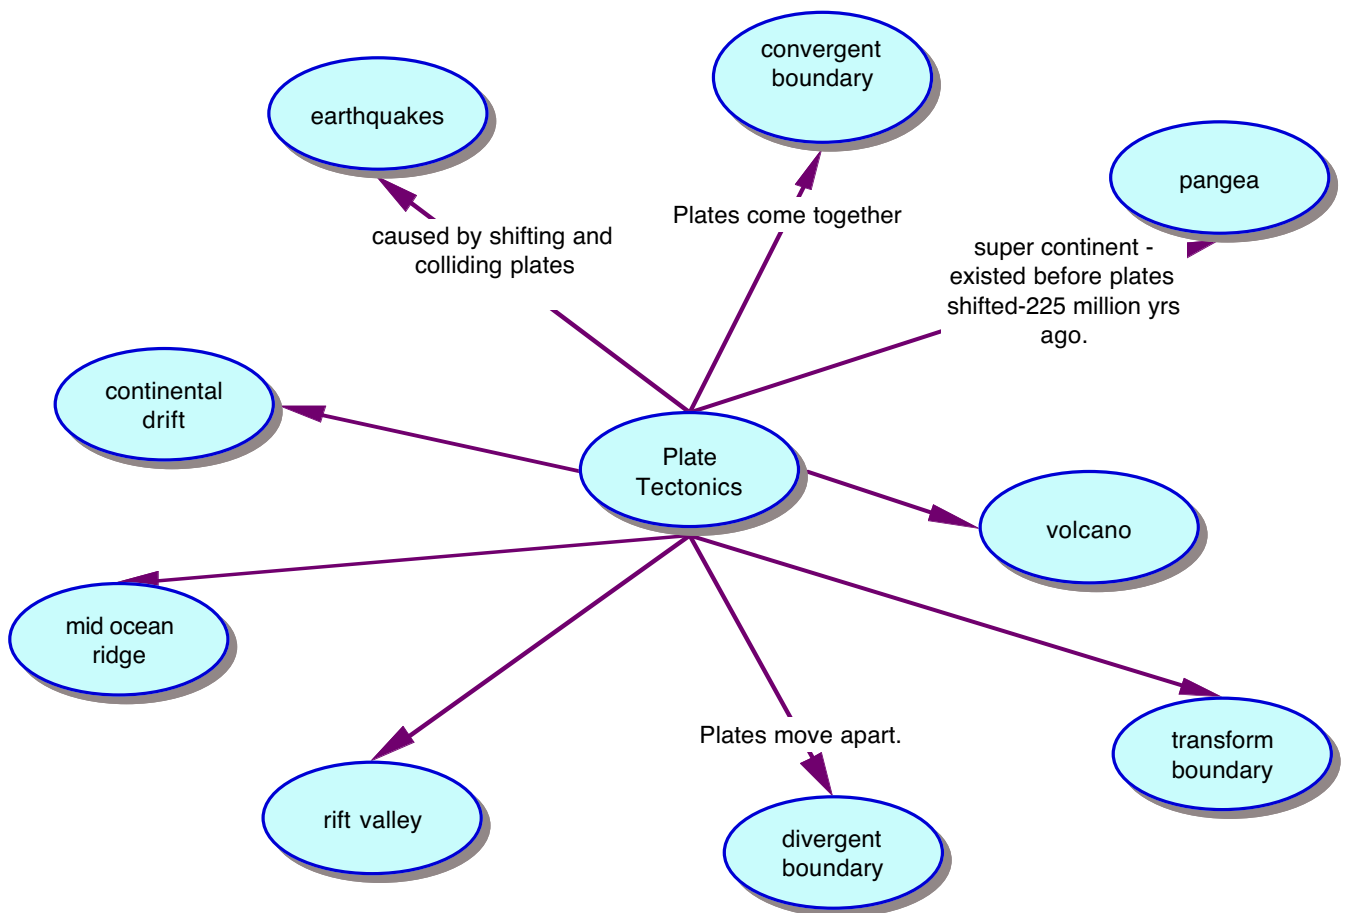 convergent
boundary
earthquakes
pangea
Plates come together
caused by shifting and
colliding plates
super continent -
existed before plates
shifted-225 million yrs
ago.
continental
drift
Plate
Tectonics
volcano
mid ocean
ridge
Plates move apart.
transform
boundary
rift valley
divergent
boundary